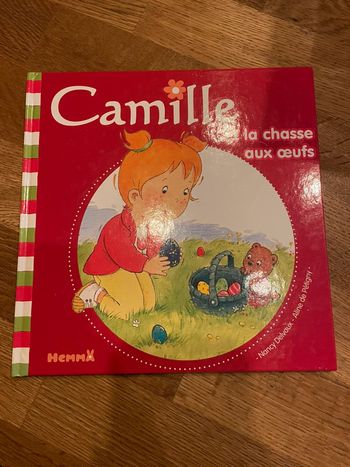 Camille
à la chasse
aux œufs
Nancy Delvaux · Aline de Pétigny
Hemma